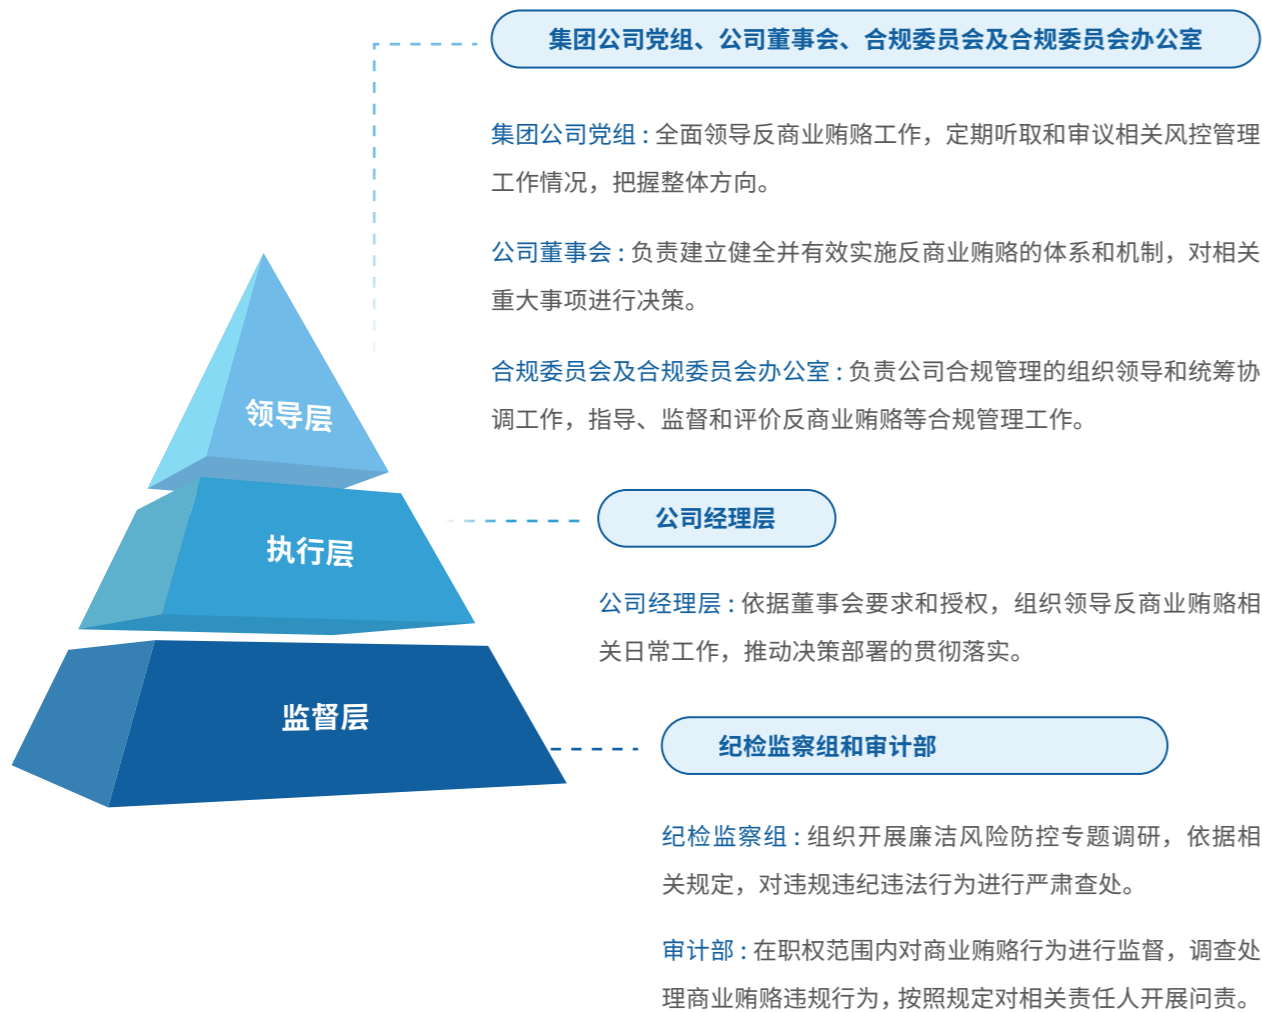 集团公司党组、公司董事会、合规委员会及合规委员会办公室
集团公司党组：全面领导反商业贿赂工作，定期听取和审议相关风控管理
工作情况，把握整体方向。
公司董事会：负责建立健全并有效实施反商业贿赂的体系和机制，对相关
重大事项进行决策。
合规委员会及合规委员会办公室：负责公司合规管理的组织领导和统筹协
调工作，指导、监督和评价反商业贿赂等合规管理工作。
领导层
公司经理层
执行层
公司经理层：依据董事会要求和授权，组织领导反商业贿赂相
关日常工作，推动决策部署的贯彻落实。
监督层
纪检监察组和审计部
纪检监察组：组织开展廉洁风险防控专题调研，依据相
关规定，对违规违纪违法行为进行严肃查处。
审计部：在职权范围内对商业贿赂行为进行监督，调查处
理商业贿赂违规行为，按照规定对相关责任人开展问责。